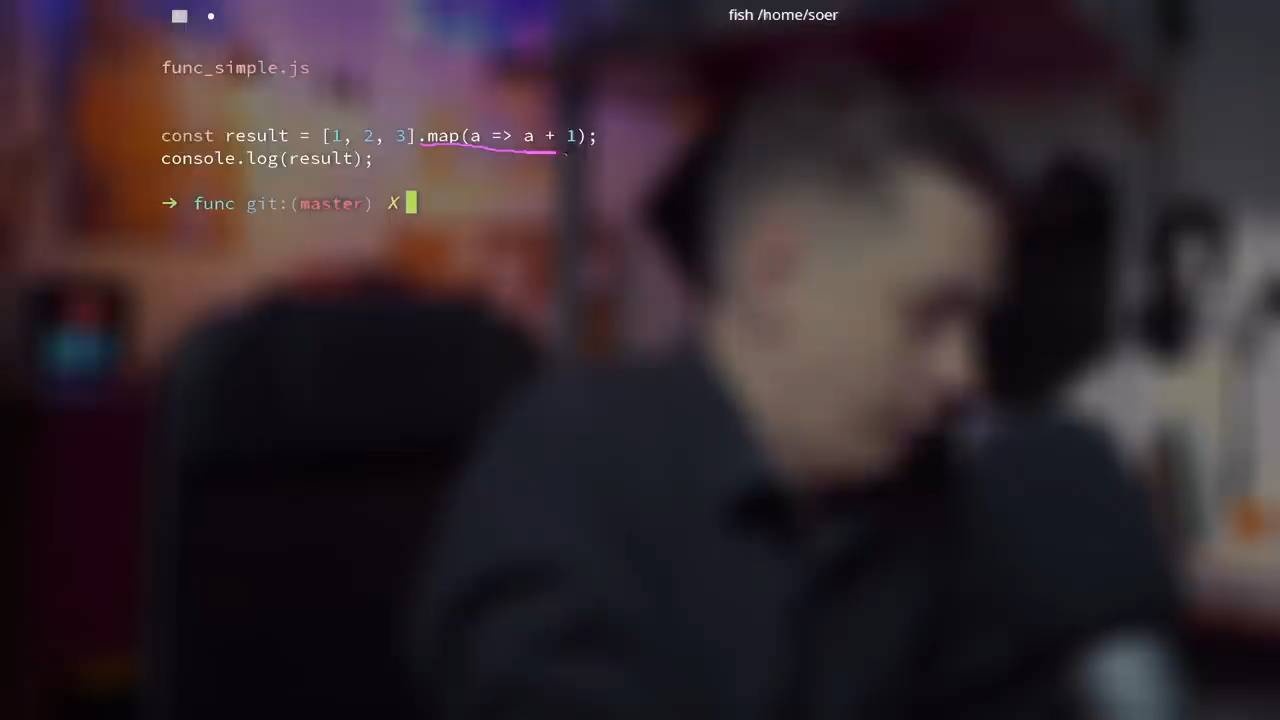 fish /home/soer
func_simple.js
const result = [1, 2, 3].map(a => a + 1);
console.log(result);
➜ func git:(master) ✗